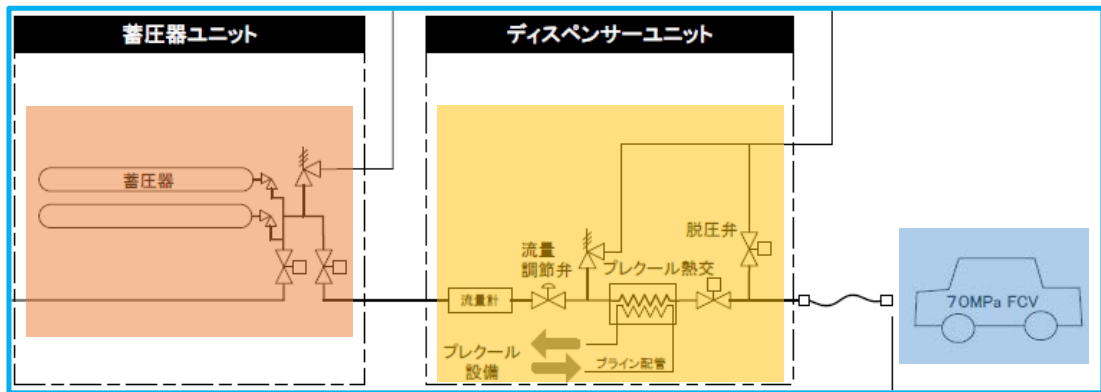 蓄圧器ユニット
ディスペンサーユニット
蓄圧器
脱圧弁
流量
調節弁
プレクール熱交
流量計
70MPa FCV
プレクール
設備
ブライン配管